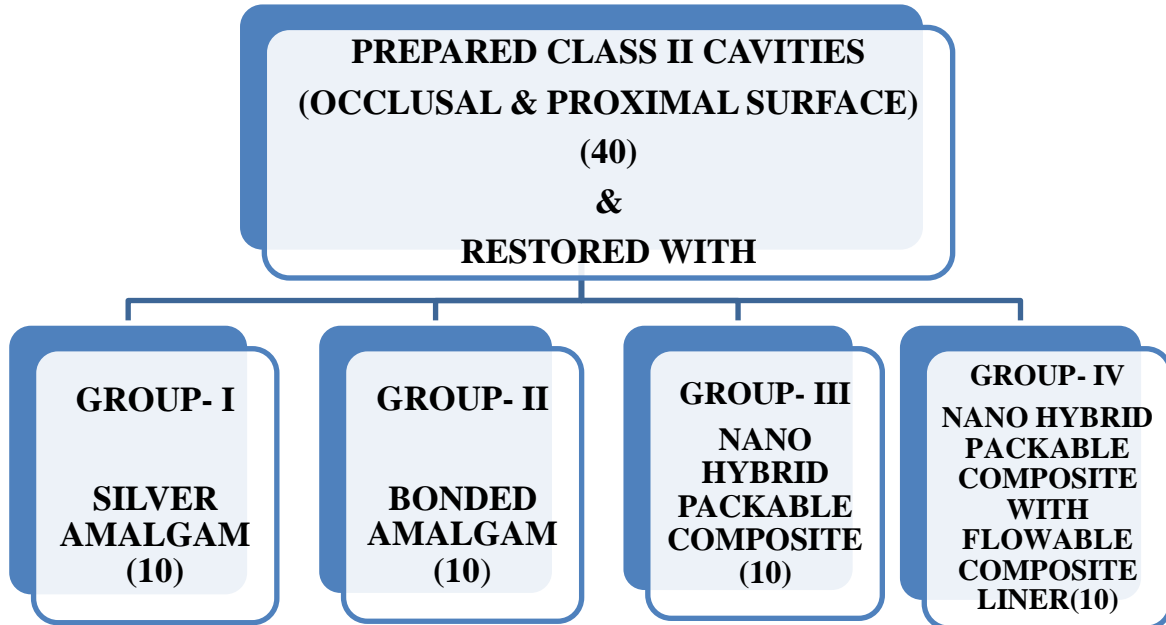 PREPARED CLASS II CAVITIES
(OCCLUSAL & PROXIMAL SURFACE)
(40)
&
RESTORED WITH
GROUP- I
SILVER
AMALGAM
(10)
GROUP- II
BONDED
AMALGAM
(10)
GROUP- III
NANO
HYBRID
PACKABLE
COMPOSITE
(10)
GROUP- IV
NANO HYBRID
PACKABLE
COMPOSITE
WITH
FLOWABLE
COMPOSITE
LINER(10)